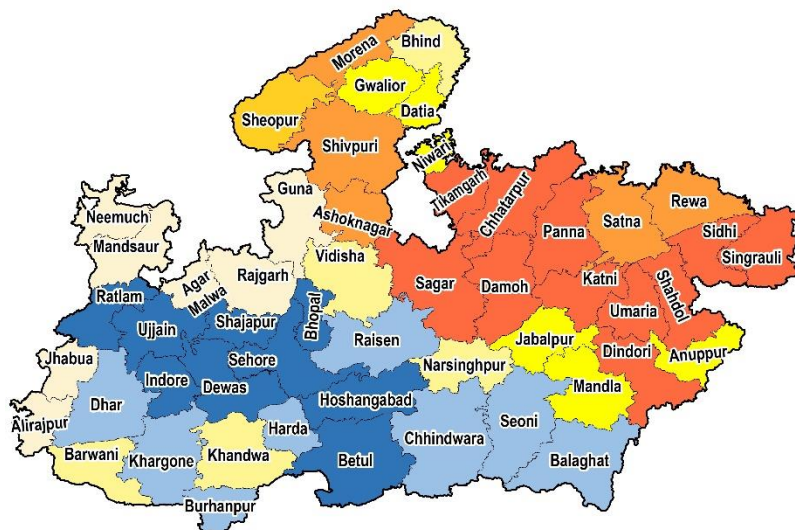 Bhind
Morena
Gwalior
Datia
Sheopur
Shivpuri
Niwari
Guna
Ashoknagar
Tikamgarh
Chhatarpur
Panna
Satna
Rewa
Sidhi
Singrauli
Neemuch
Mandsaur
Agar
Malwa
Rajgarh
Vidisha
Sagar
Damoh
Katni
Umaria
Shahdol
Ratlam
Ujjain
Shajapur
Bhopal
Raisen
Jabalpur
Dindori
Anuppur
Jhabua
Indore
Sehore
Dewas
Narsinghpur
Mandla
Dhar
Alirajpur
Hoshangabad
Seoni
Harda
Barwani
Khargone
Khandwa
Betul
Chhindwara
Balaghat
Burhanpur